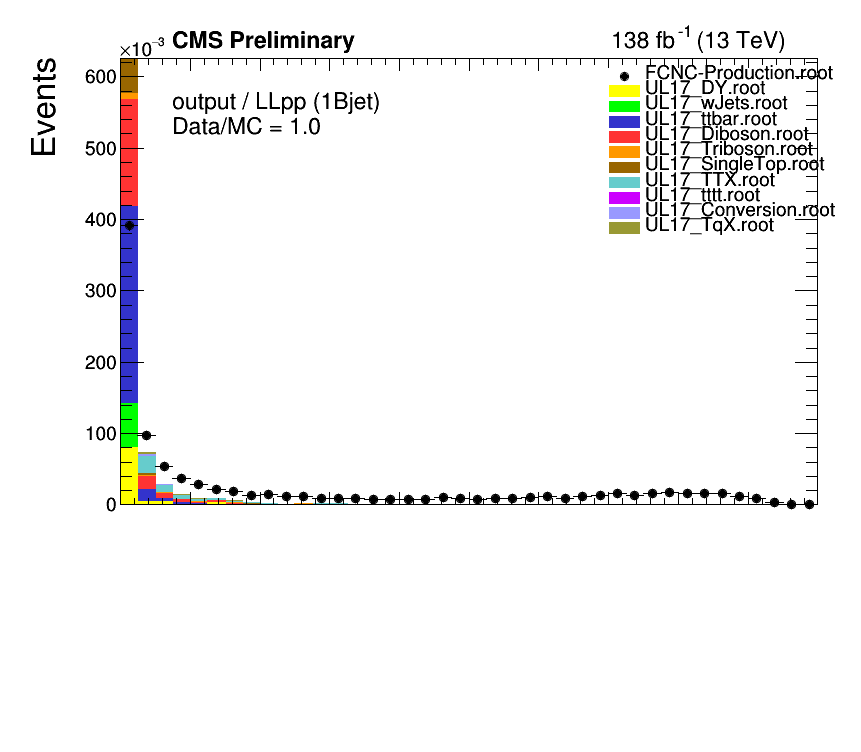 ×10⁻³ CMS Preliminary 138 fb⁻¹ (13 TeV)
Events
600
500
400
300
200
100
0
output / LLpp (1Bjet)
Data/MC = 1.0
FCNC-Production.root
UL17_DY.root
UL17_wJets.root
UL17_ttbar.root
UL17_Diboson.root
UL17_Triboson.root
UL17_SingleTop.root
UL17_TTX.root
UL17_tttt.root
UL17_Conversion.root
UL17_TqX.root